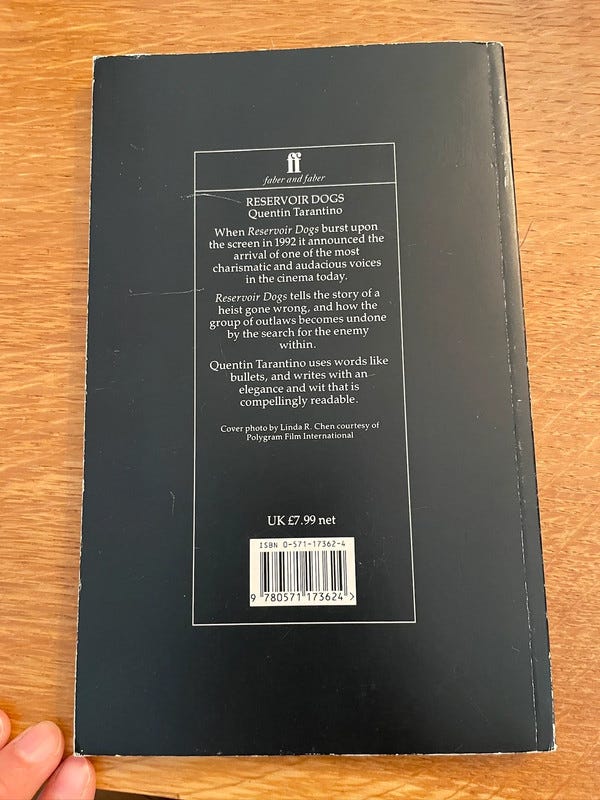 ff
faber and faber
RESERVOIR DOGS
Quentin Tarantino
When Reservoir Dogs burst upon
the screen in 1992 it announced the
arrival of one of the most
charismatic and audacious voices
in the cinema today.
Reservoir Dogs tells the story of a
heist gone wrong, and how the
group of outlaws becomes undone
by the search for the enemy
within.
Quentin Tarantino uses words like
bullets, and writes with an
elegance and wit that is
compellingly readable.
Cover photo by Linda R. Chen courtesy of
Polygram Film International
UK £7.99 net
ISBN 0-571-17362-4
9 780571 173624 >